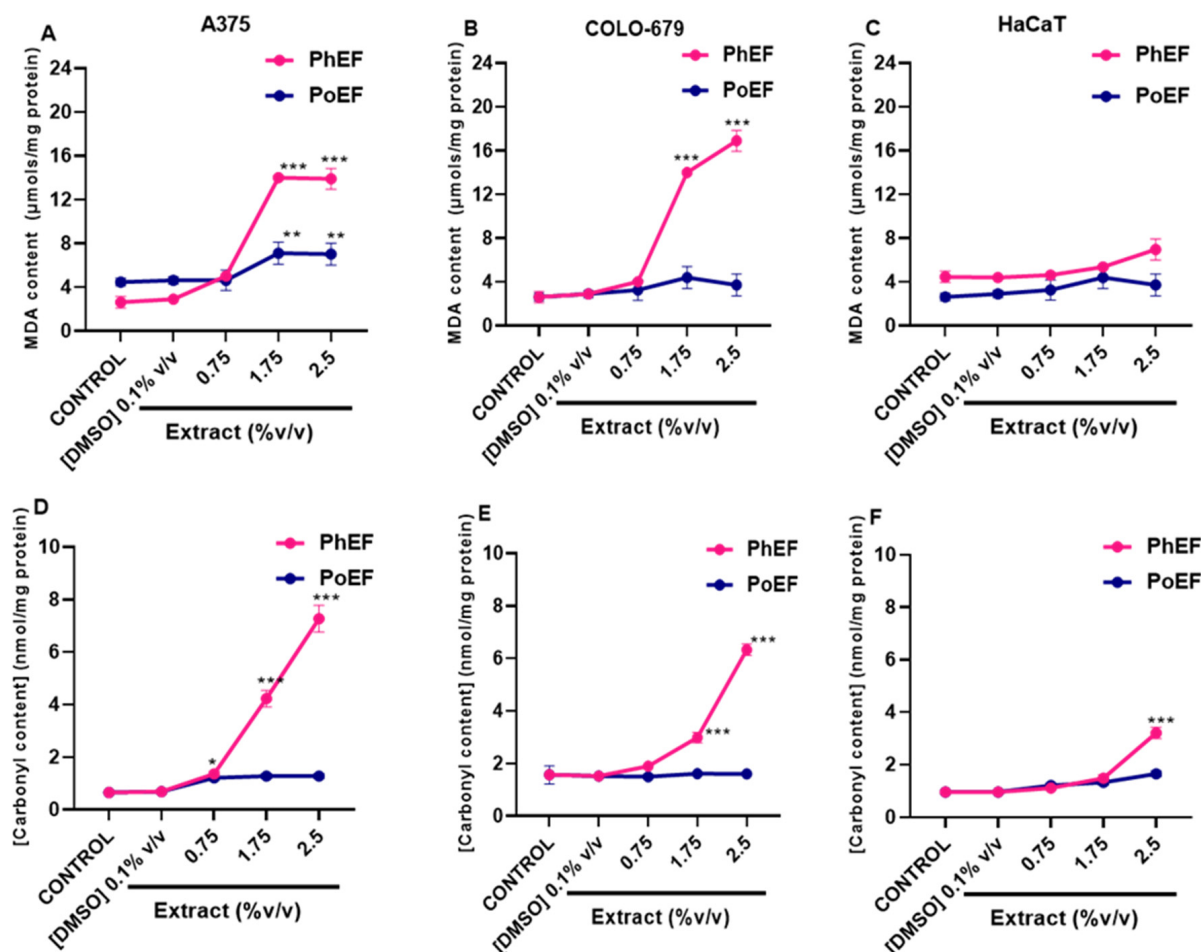 A
A375
PhEF
PoEF
MDA content (μmols/mg protein)
24
20
16
12
8
4
0
***
***
**
**
CONTROL
[DMSO] 0.1% v/v
0.75
1.75
2.5
Extract (%v/v)
B
COLO-679
PhEF
PoEF
MDA content (μmols/mg protein)
24
20
16
12
8
4
0
***
***
CONTROL
[DMSO] 0.1% v/v
0.75
1.75
2.5
Extract (%v/v)
C
HaCaT
PhEF
PoEF
MDA content (μmols/mg protein)
24
20
16
12
8
4
0
CONTROL
[DMSO] 0.1% v/v
0.75
1.75
2.5
Extract (%v/v)
D
PhEF
PoEF
[Carbonyl content] (nmol/mg protein)
10
8
6
4
2
0
*
***
***
CONTROL
[DMSO] 0.1% v/v
0.75
1.75
2.5
Extract (%v/v)
E
PhEF
PoEF
[Carbonyl content] (nmol/mg protein)
10
8
6
4
2
0
***
***
CONTROL
[DMSO] 0.1% v/v
0.75
1.75
2.5
Extract (%v/v)
F
PhEF
PoEF
[Carbonyl content] (nmol/mg protein)
10
8
6
4
2
0
***
CONTROL
[DMSO] 0.1% v/v
0.75
1.75
2.5
Extract (%v/v)